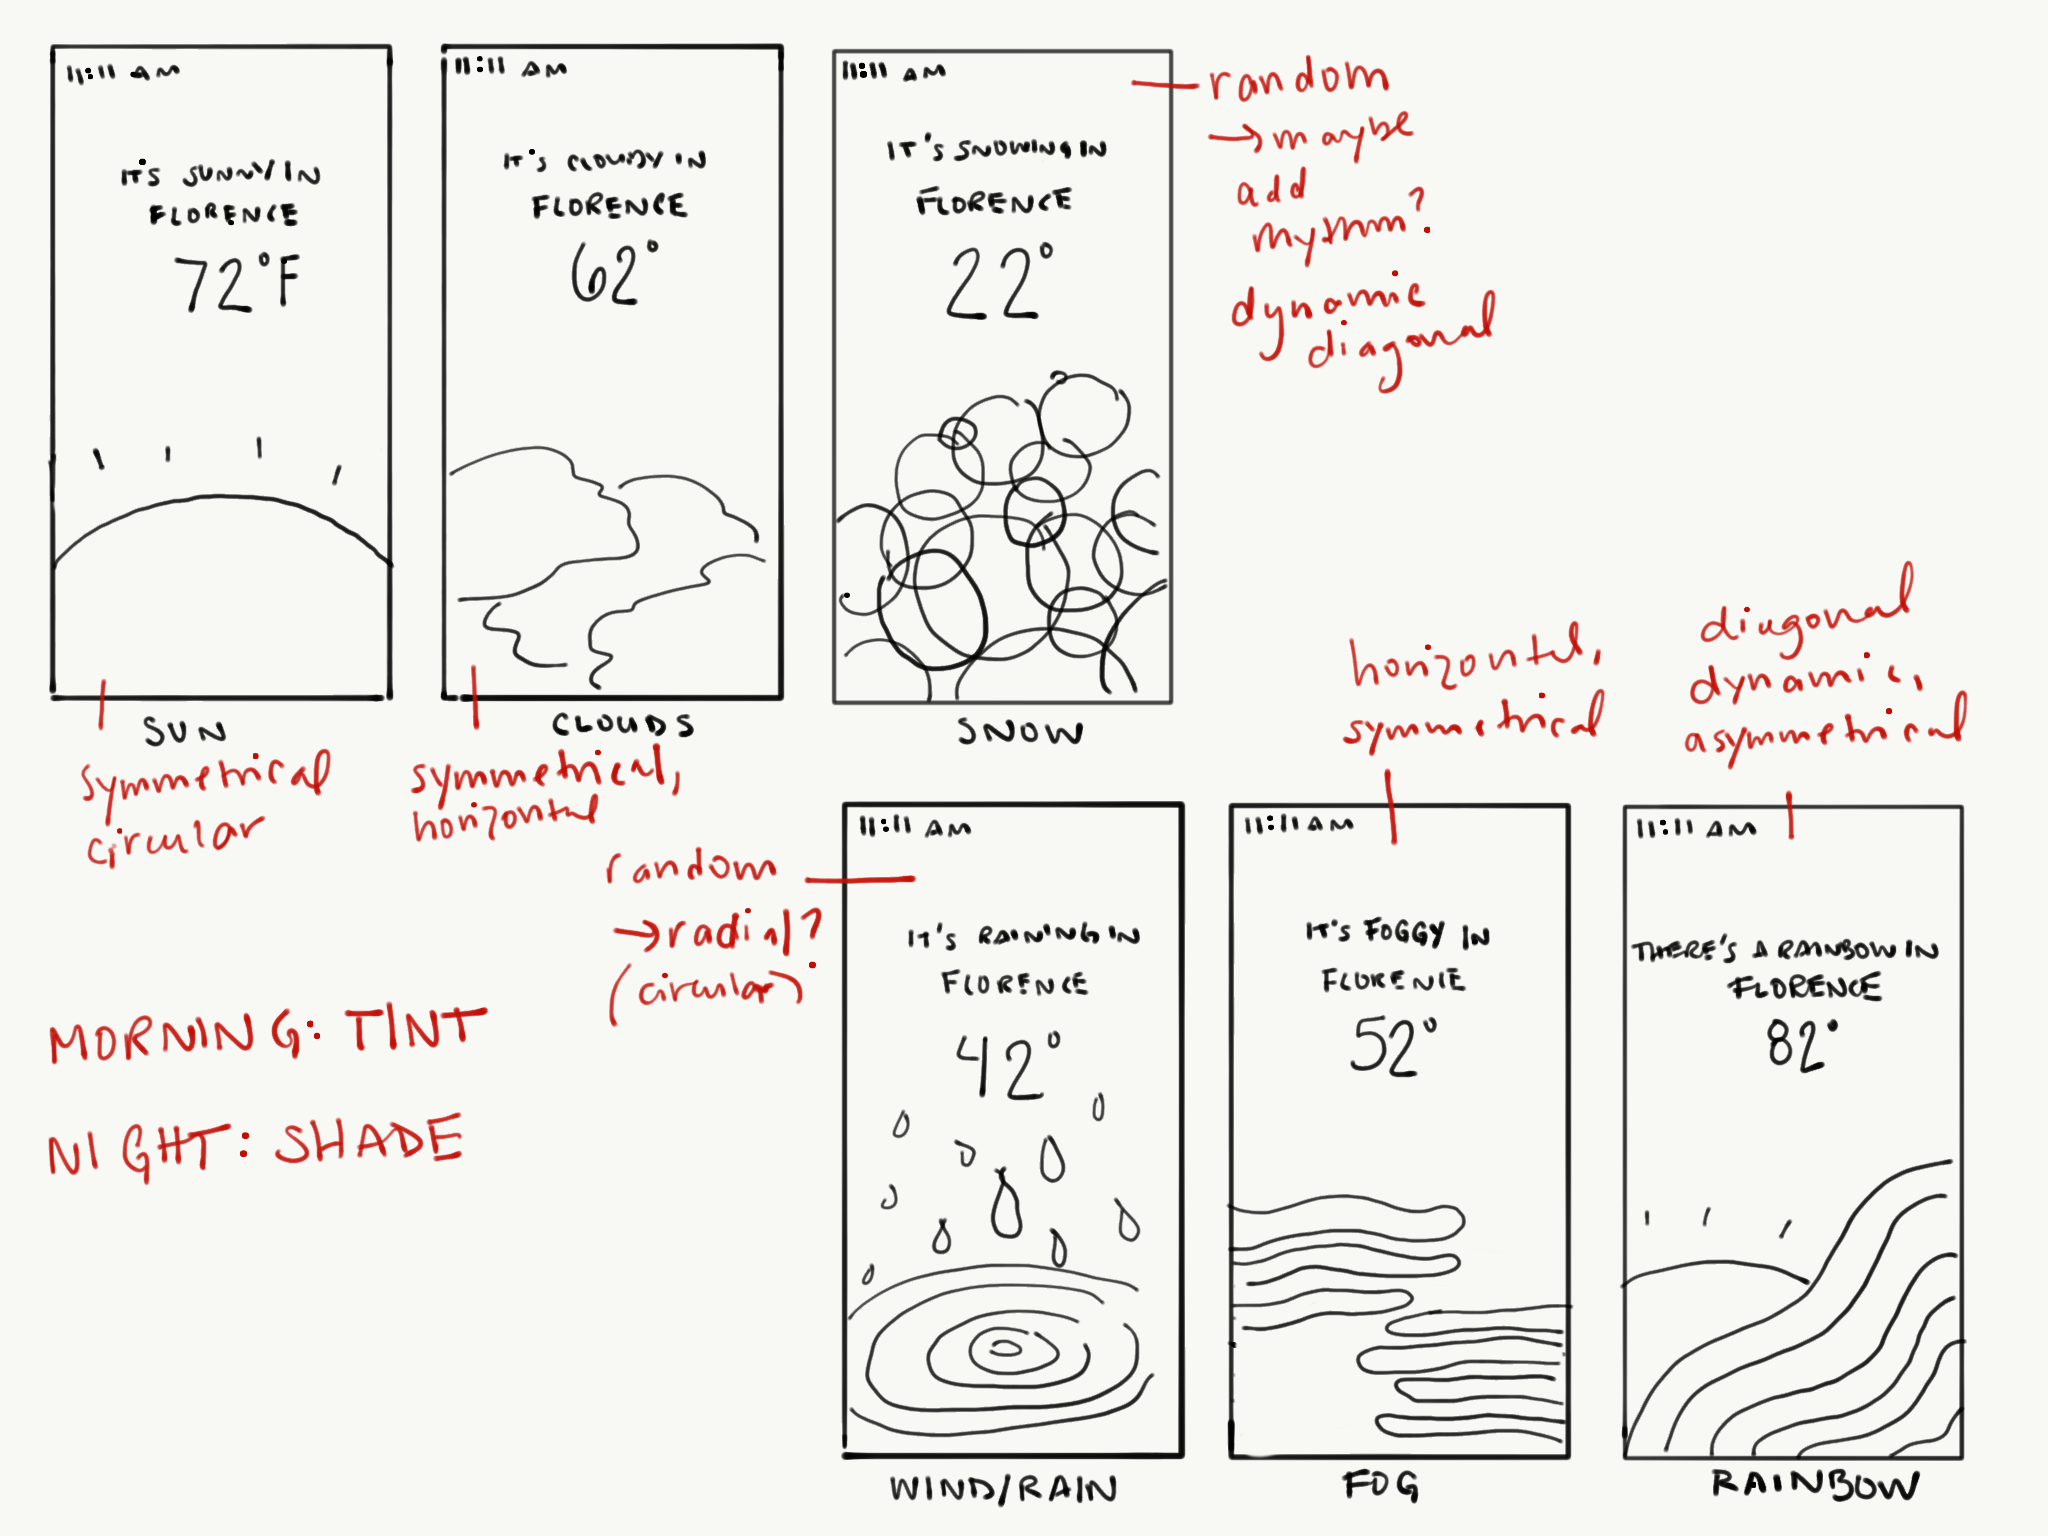 11:11 AM
IT'S SUNNY IN
FLORENCE
72°F
SUN
symmetrical
circular
11:11 AM
IT'S CLOUDY IN
FLORENCE
62°
CLOUDS
symmetrical,
horizontal
11:11 AM
IT'S SNOWING IN
FLORENCE
22°
SNOW
random
→ maybe
add
rhythm?
dynamic
diagonal
MORNING: TINT
NIGHT: SHADE
random
→ radial?
(circular)
11:11 AM
IT'S RAINING IN
FLORENCE
42°
WIND/RAIN
horizontal,
symmetrical
11:11 AM
IT'S FOGGY IN
FLORENCE
52°
FOG
diagonal
dynamic,
asymmetrical
11:11 AM
THERE'S A RAINBOW IN
FLORENCE
82°
RAINBOW